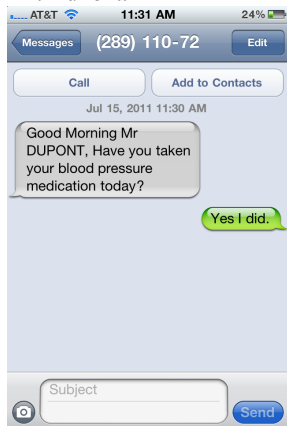 AT&T 11:31 AM 24%
Messages (289) 110-72 Edit
Call Add to Contacts
Jul 15, 2011 11:30 AM
Good Morning Mr
DUPONT, Have you taken
your blood pressure
medication today?
Yes I did.
Subject
Send